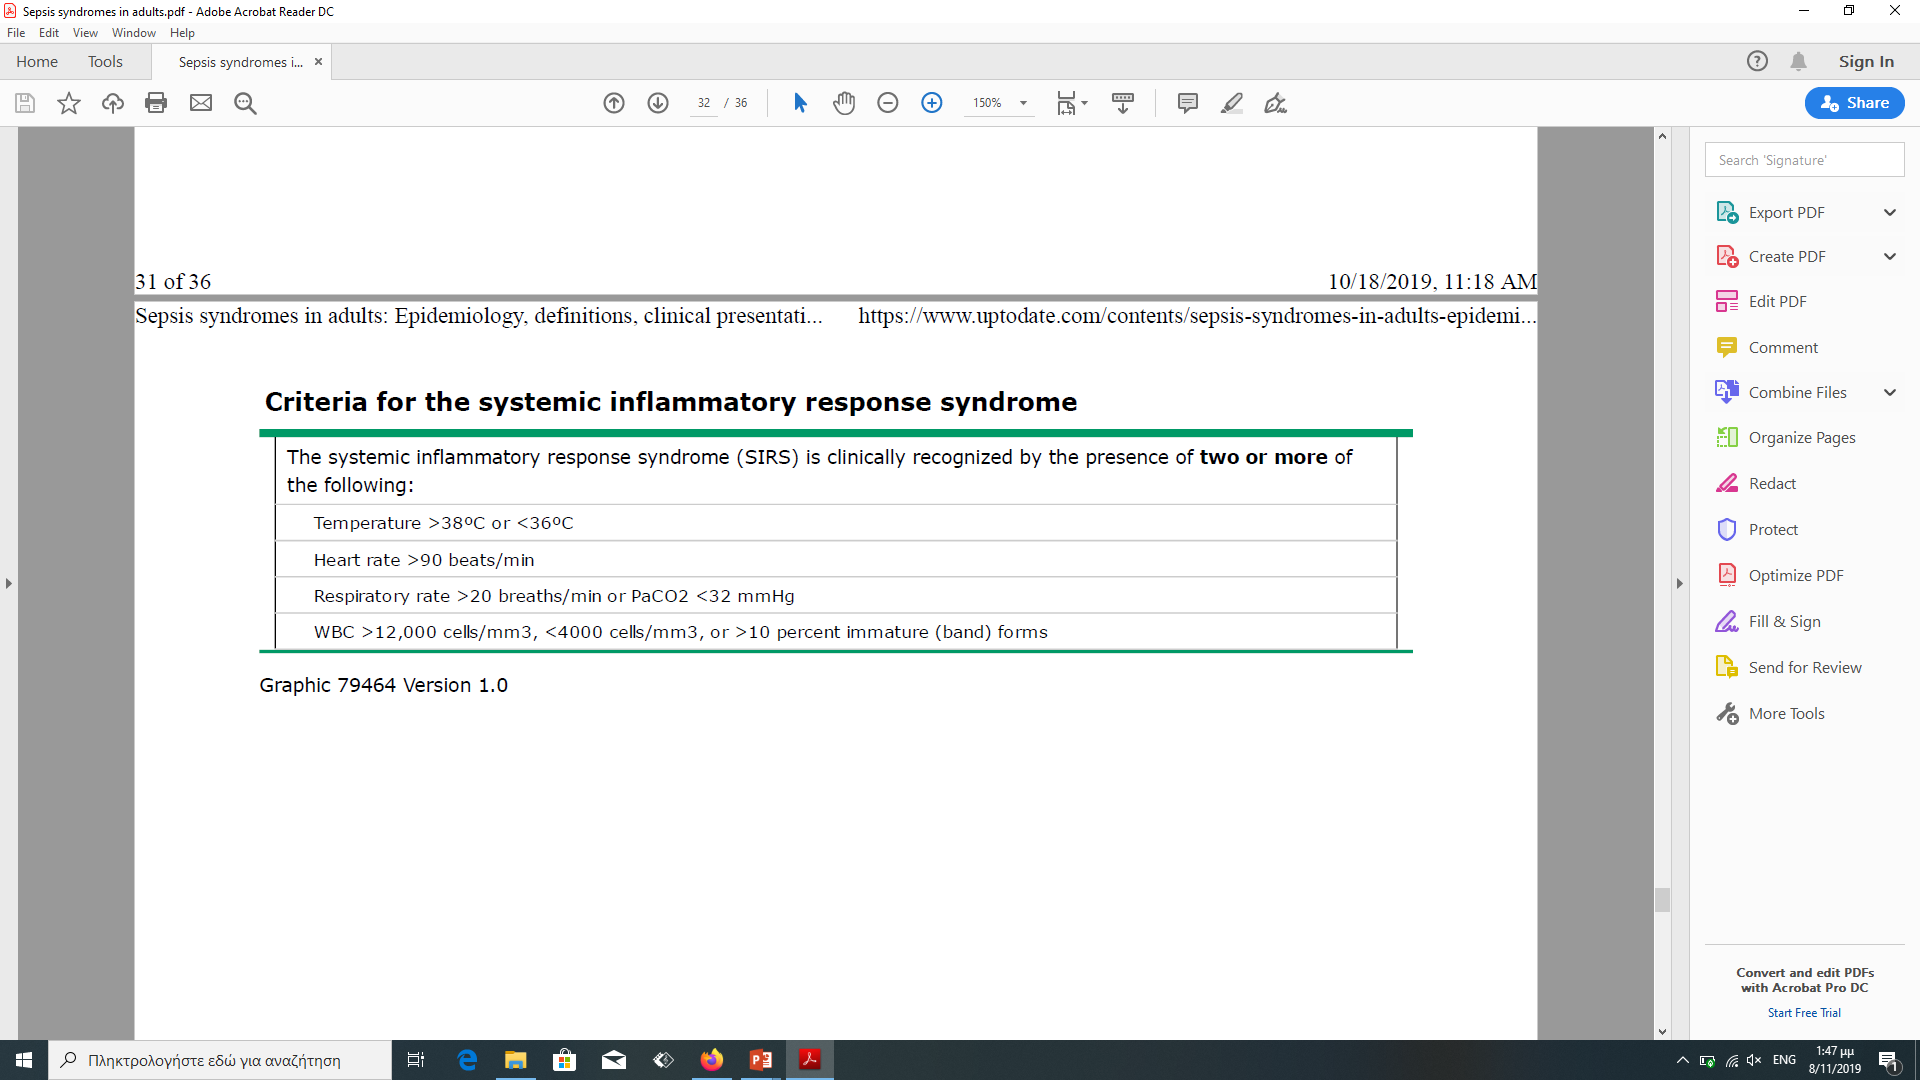 Sepsis syndromes in adults.pdf - Adobe Acrobat Reader DC
File Edit View Window Help
Home Tools Sepsis syndromes i... × Sign In
32 / 36 150% Share
Search 'Signature'
Export PDF
Create PDF
Edit PDF
Comment
Combine Files
Organize Pages
Redact
Protect
Optimize PDF
Fill & Sign
Send for Review
More Tools
Convert and edit PDFs
with Acrobat Pro DC
Start Free Trial
31 of 36 10/18/2019, 11:18 AM
Sepsis syndromes in adults: Epidemiology, definitions, clinical presentati... https://www.uptodate.com/contents/sepsis-syndromes-in-adults-epidemi...
Criteria for the systemic inflammatory response syndrome
The systemic inflammatory response syndrome (SIRS) is clinically recognized by the presence of two or more of
the following:
Temperature >38ºC or <36ºC
Heart rate >90 beats/min
Respiratory rate >20 breaths/min or PaCO2 <32 mmHg
WBC >12,000 cells/mm3, <4000 cells/mm3, or >10 percent immature (band) forms
Graphic 79464 Version 1.0
Πληκτρολογήστε εδώ για αναζήτηση
ENG
1:47 μμ
8/11/2019
1